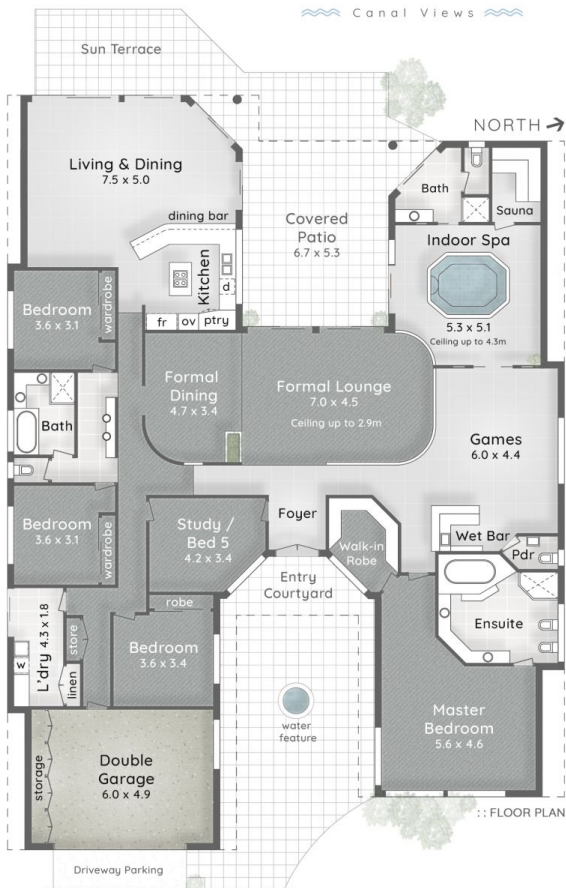 Canal Views
Sun Terrace
NORTH →
Living & Dining
7.5 x 5.0
dining bar
Kitchen
d
fr
ov
ptry
Covered
Patio
6.7 x 5.3
Bath
Sauna
Indoor Spa
5.3 x 5.1
Ceiling up to 4.3m
Bedroom
3.6 x 3.1
wardrobe
Formal
Dining
4.7 x 3.4
Formal Lounge
7.0 x 4.5
Ceiling up to 2.9m
Games
6.0 x 4.4
Bath
Bedroom
3.6 x 3.1
wardrobe
Study /
Bed 5
4.2 x 3.4
Foyer
Walk-in
Robe
Wet Bar
Pdr
Entry
Courtyard
Ensuite
L'dry 4.3 x 1.8
w
store
linen
robe
Bedroom
3.6 x 3.4
water
feature
Master
Bedroom
5.6 x 4.6
storage
Double
Garage
6.0 x 4.9
:: FLOOR PLAN
Driveway Parking